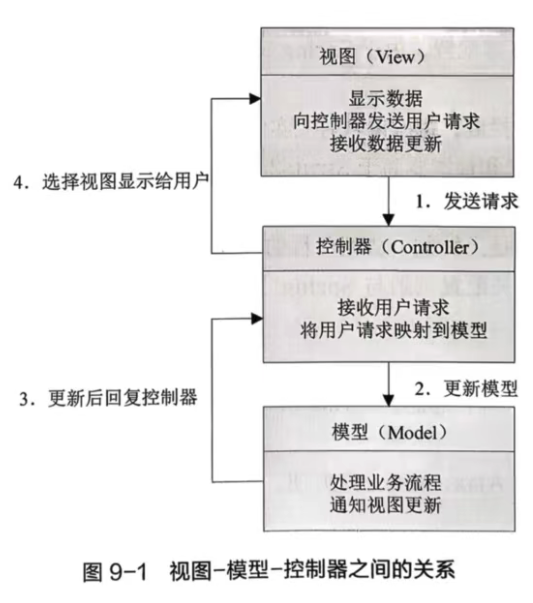 视图（View）
显示数据
向控制器发送用户请求
接收数据更新
4．选择视图显示给用户
1．发送请求
控制器（Controller）
接收用户请求
将用户请求映射到模型
3．更新后回复控制器
2．更新模型
模型（Model）
处理业务流程
通知视图更新
图 9-1 视图-模型-控制器之间的关系